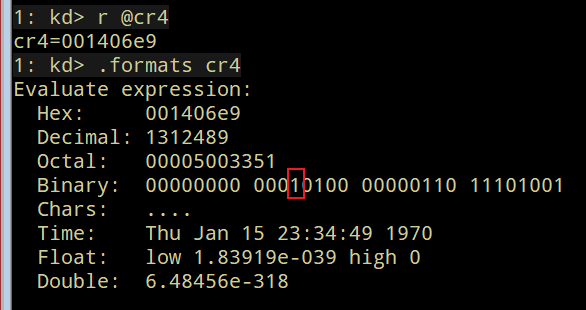 1: kd> r @cr4
cr4=001406e9
1: kd> .formats cr4
Evaluate expression:
  Hex:     001406e9
  Decimal: 1312489
  Octal:   00005003351
  Binary:  00000000 00010100 00000110 11101001
  Chars:   ....
  Time:    Thu Jan 15 23:34:49 1970
  Float:   low 1.83919e-039 high 0
  Double:  6.48456e-318